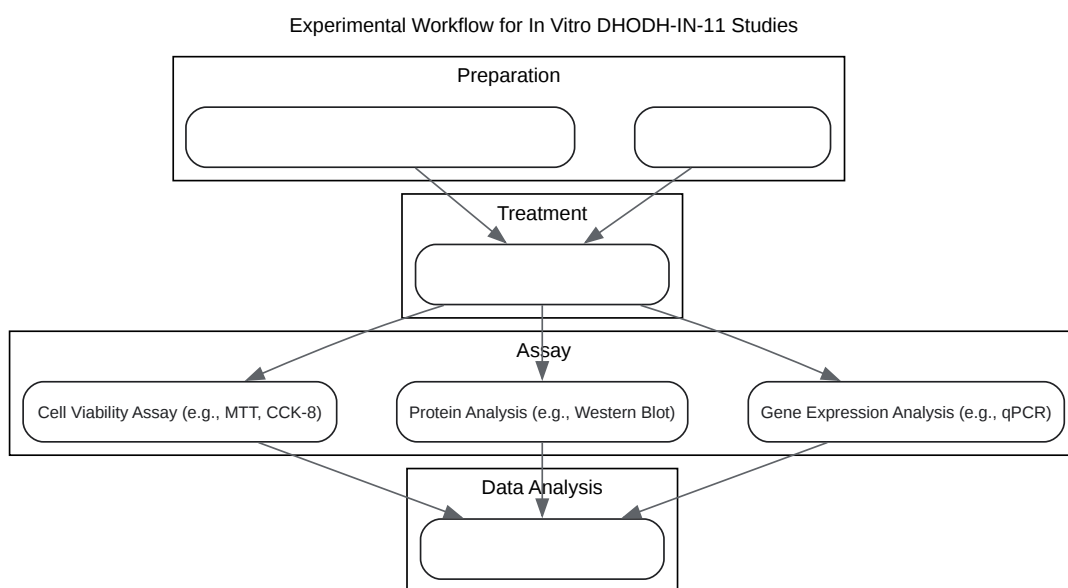 Experimental Workflow for In Vitro DHODH-IN-11 Studies
Preparation
Treatment
Assay
Cell Viability Assay (e.g., MTT, CCK-8)
Protein Analysis (e.g., Western Blot)
Gene Expression Analysis (e.g., qPCR)
Data Analysis